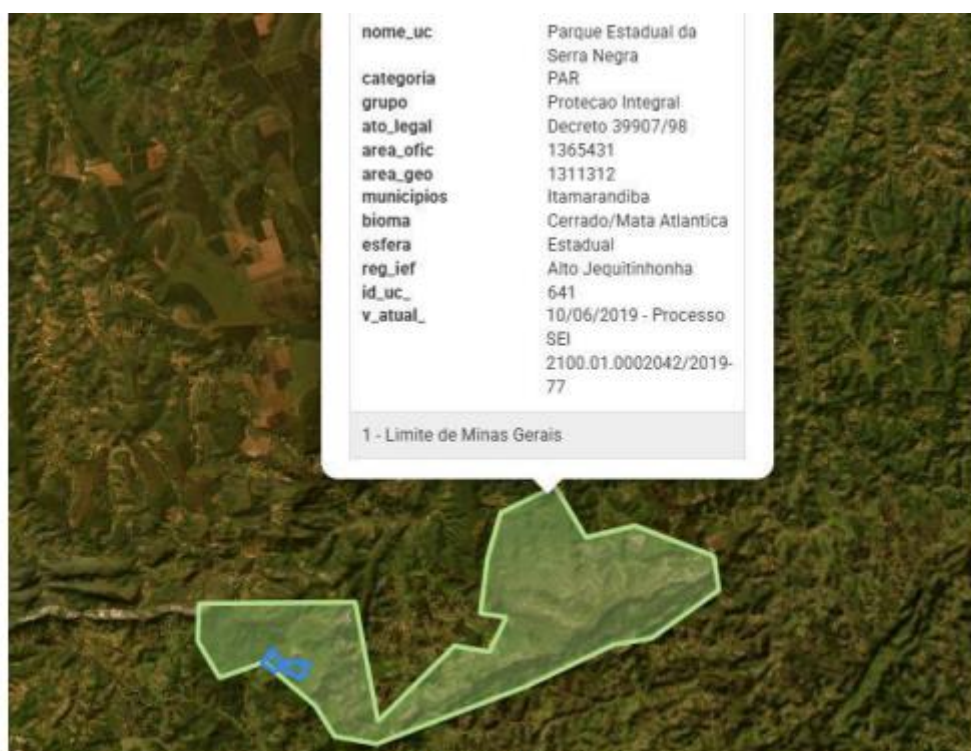 nome_uc Parque Estadual da
Serra Negra
categoria PAR
grupo Protecao Integral
ato_legal Decreto 39907/98
area_ofic 1365431
area_geo 1311312
municipios Itamarandiba
bioma Cerrado/Mata Atlantica
esfera Estadual
reg_ief Alto Jequitinhonha
id_uc_ 641
v_atual_ 10/06/2019 - Processo
SEI
2100.01.0002042/2019-
77
1 - Limite de Minas Gerais